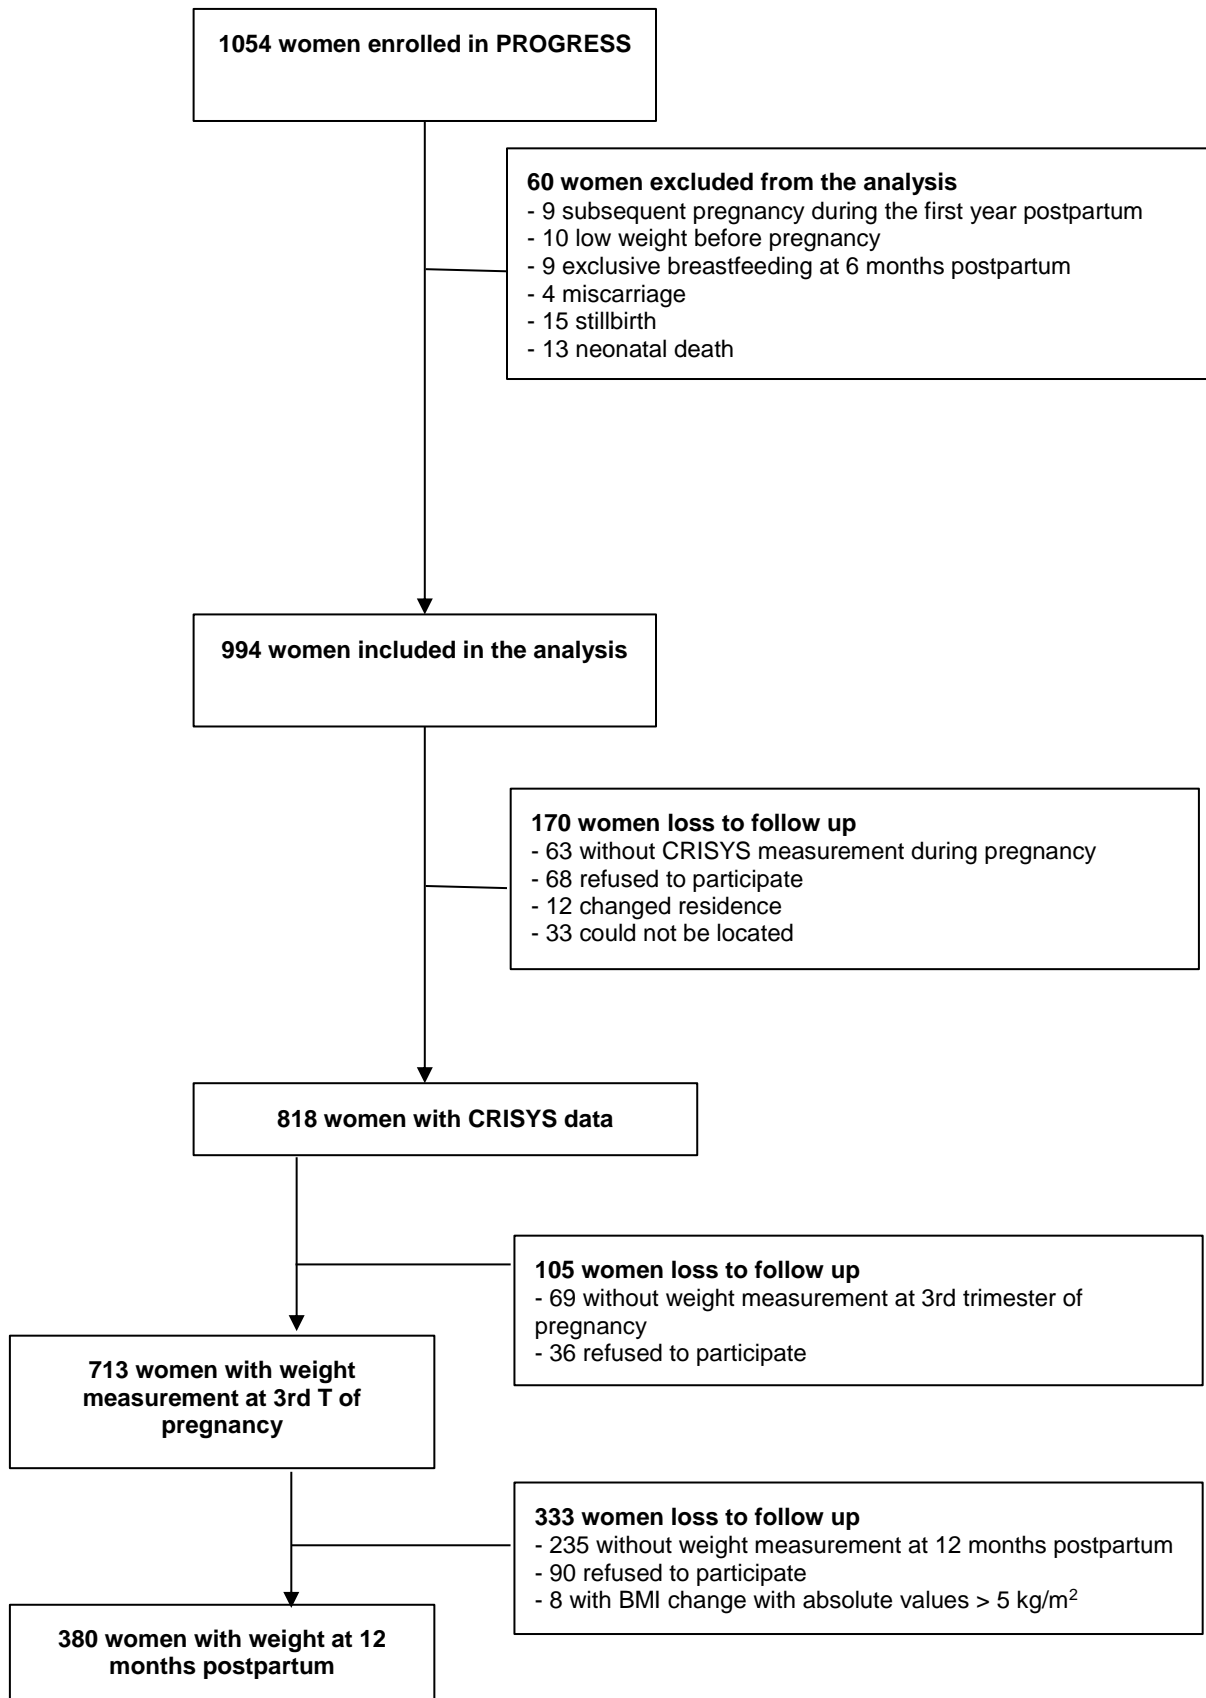 1054 women enrolled in PROGRESS
60 women excluded from the analysis
- 9 subsequent pregnancy during the first year postpartum
- 10 low weight before pregnancy
- 9 exclusive breastfeeding at 6 months postpartum
- 4 miscarriage
- 15 stillbirth
- 13 neonatal death
994 women included in the analysis
170 women loss to follow up
- 63 without CRISYS measurement during pregnancy
- 68 refused to participate
- 12 changed residence
- 33 could not be located
818 women with CRISYS data
105 women loss to follow up
- 69 without weight measurement at 3rd trimester of
pregnancy
- 36 refused to participate
713 women with weight
measurement at 3rd T of
pregnancy
333 women loss to follow up
- 235 without weight measurement at 12 months postpartum
- 90 refused to participate
- 8 with BMI change with absolute values > 5 kg/m²
380 women with weight at 12
months postpartum